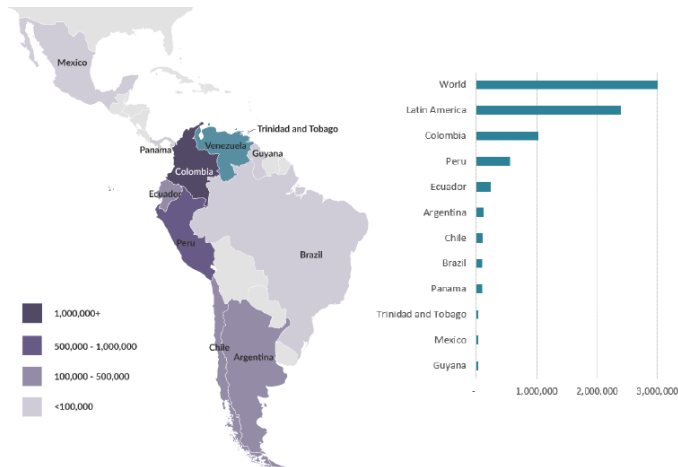 Mexico
Trinidad and Tobago
Venezuela
Panama
Guyana
Colombia
Ecuador
Peru
Brazil
Chile
Argentina
1,000,000+
500,000 - 1,000,000
100,000 - 500,000
<100,000
World
Latin America
Colombia
Peru
Ecuador
Argentina
Chile
Brazil
Panama
Trinidad and Tobago
Mexico
Guyana
- 1,000,000 2,000,000 3,000,000